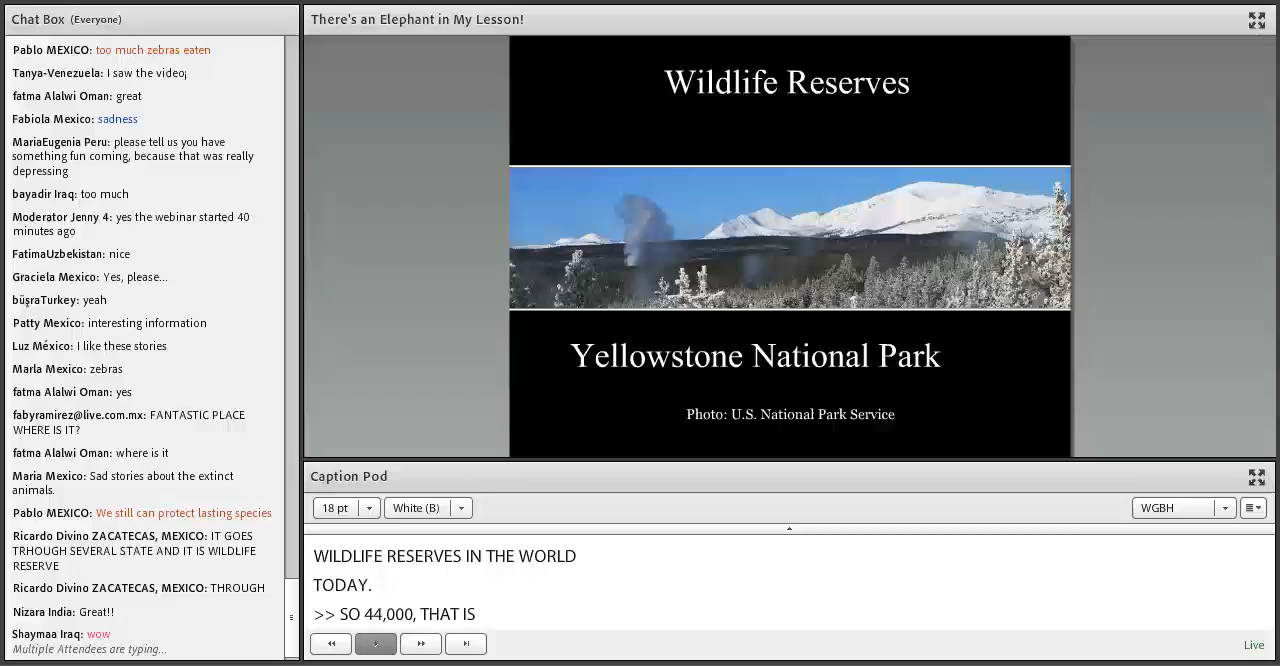 Chat Box (Everyone)
Pablo MEXICO: too much zebras eaten
Tanya-Venezuela: I saw the video¡
fatma Alalwi Oman: great
Fabiola Mexico: sadness
MariaEugenia Peru: please tell us you have
something fun coming, because that was really
depressing
bayadir Iraq: too much
Moderator Jenny 4: yes the webinar started 40
minutes ago
FatimaUzbekistan: nice
Graciela Mexico: Yes, please...
büşraTurkey: yeah
Patty Mexico: interesting information
Luz México: I like these stories
Marla Mexico: zebras
fatma Alalwi Oman: yes
fabyramirez@live.com.mx: FANTASTIC PLACE
WHERE IS IT?
fatma Alalwi Oman: where is it
Maria Mexico: Sad stories about the extinct
animals.
Pablo MEXICO: We still can protect lasting species
Ricardo Divino ZACATECAS, MEXICO: IT GOES
TRHOUGH SEVERAL STATE AND IT IS WILDLIFE
RESERVE
Ricardo Divino ZACATECAS, MEXICO: THROUGH
Nizara India: Great!!
Shaymaa Iraq: wow
Multiple Attendees are typing...
There's an Elephant in My Lesson!
Wildlife Reserves
Yellowstone National Park
Photo: U.S. National Park Service
Caption Pod
18 pt
White (B)
WGBH
WILDLIFE RESERVES IN THE WORLD
TODAY.
>> SO 44,000, THAT IS
Live